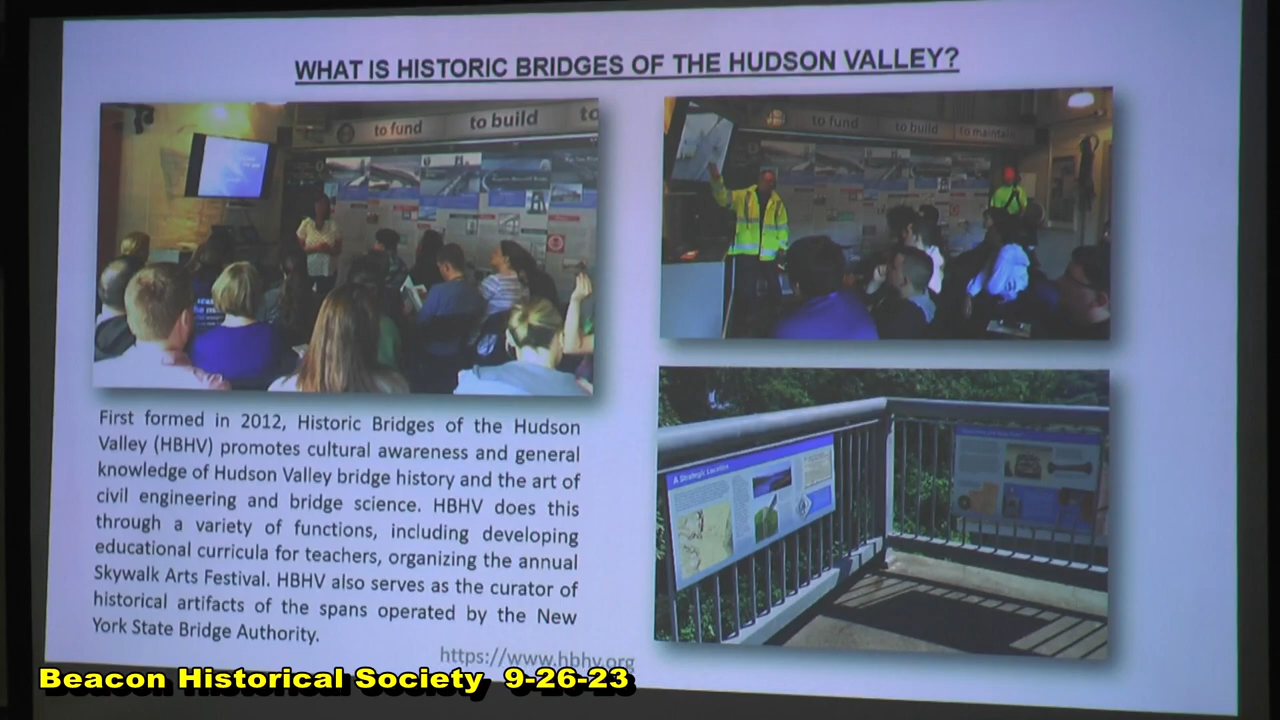 WHAT IS HISTORIC BRIDGES OF THE HUDSON VALLEY?
to fund
to build
to
to fund
to build
to maintain
First formed in 2012, Historic Bridges of the Hudson
Valley (HBHV) promotes cultural awareness and general
knowledge of Hudson Valley bridge history and the art of
civil engineering and bridge science. HBHV does this
through a variety of functions, including developing
educational curricula for teachers, organizing the annual
Skywalk Arts Festival. HBHV also serves as the curator of
historical artifacts of the spans operated by the New
York State Bridge Authority.
A Strategic Location
https://www.hbhv.org
Beacon Historical Society 9-26-23